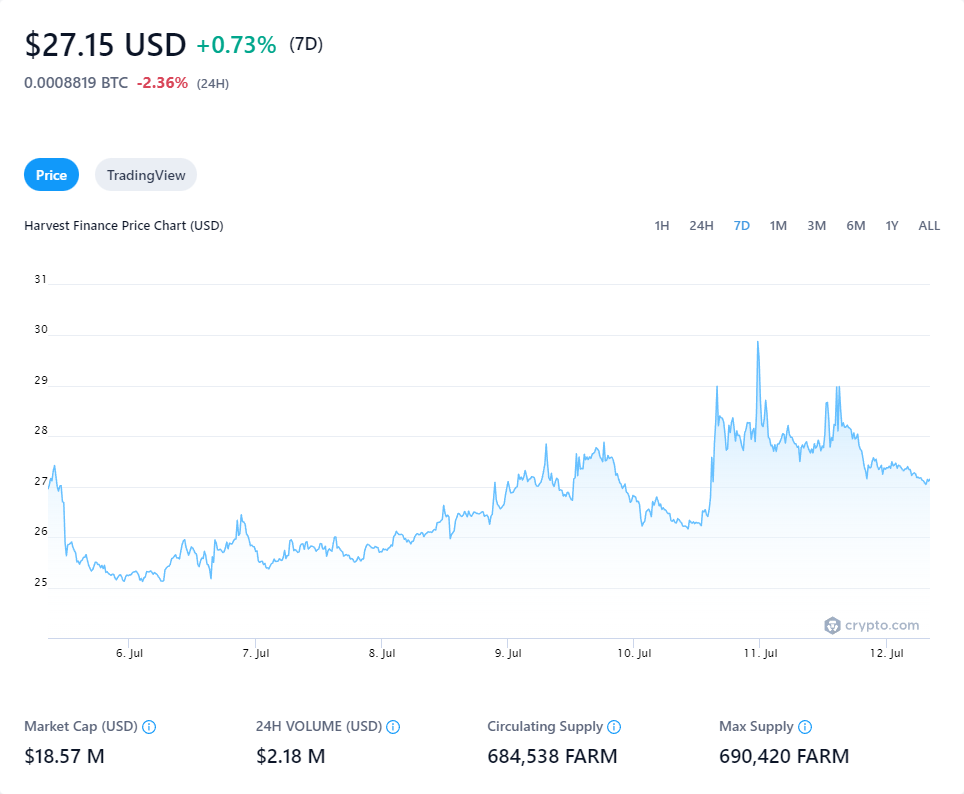 $27.15 USD +0.73% (7D)
0.0008819 BTC -2.36% (24H)
Price TradingView
Harvest Finance Price Chart (USD) 1H 24H 7D 1M 3M 6M 1Y ALL
31
30
29
28
27
26
25
crypto.com
6. Jul 7. Jul 8. Jul 9. Jul 10. Jul 11. Jul 12. Jul
Market Cap (USD) 24H VOLUME (USD) Circulating Supply Max Supply
$18.57 M $2.18 M 684,538 FARM 690,420 FARM